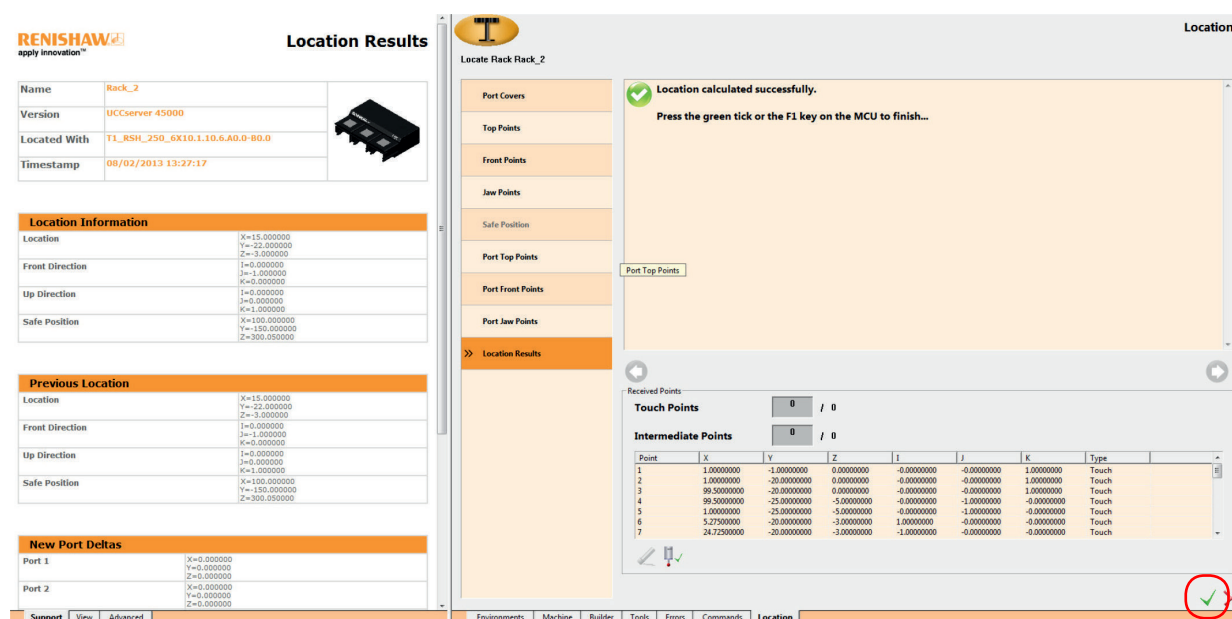 RENISHAW
apply innovation™
Location Results
Name Rack_2
Version UCCserver 45000
Located With T1_RSH_250_6X10.1.10.6.A0.0-B0.0
Timestamp 08/02/2013 13:27:17
Location Information
Location X=15.000000
Y=-22.000000
Z=-3.000000
Front Direction I=0.000000
J=-1.000000
K=0.000000
Up Direction I=0.000000
J=0.000000
K=1.000000
Safe Position X=100.000000
Y=-150.000000
Z=300.050000
Previous Location
Location X=15.000000
Y=-22.000000
Z=-3.000000
Front Direction I=0.000000
J=-1.000000
K=0.000000
Up Direction I=0.000000
J=0.000000
K=1.000000
Safe Position X=100.000000
Y=-150.000000
Z=300.050000
New Port Deltas
Port 1 X=0.000000
Y=0.000000
Z=0.000000
Port 2 X=0.000000
Y=0.000000
Z=0.000000
Support View Advanced
Location
Locate Rack Rack_2
Port Covers
Top Points
Front Points
Jaw Points
Safe Position
Port Top Points
Port Front Points
Port Jaw Points
» Location Results
Location calculated successfully.
Press the green tick or the F1 key on the MCU to finish...
Port Top Points
Received Points
Touch Points 0 / 0
Intermediate Points 0 / 0
Point X Y Z I J K Type
1 1.00000000 -1.00000000 0.00000000 -0.00000000 -0.00000000 1.00000000 Touch
2 1.00000000 -20.00000000 0.00000000 -0.00000000 -0.00000000 1.00000000 Touch
3 99.50000000 -20.00000000 0.00000000 -0.00000000 -0.00000000 1.00000000 Touch
4 99.50000000 -25.00000000 -5.00000000 -0.00000000 -1.00000000 -0.00000000 Touch
5 1.00000000 -25.00000000 -5.00000000 -0.00000000 -1.00000000 -0.00000000 Touch
6 5.27500000 -20.00000000 -3.00000000 1.00000000 -0.00000000 -0.00000000 Touch
7 24.72500000 -20.00000000 -3.00000000 -1.00000000 -0.00000000 -0.00000000 Touch
Environments Machine Builder Tools Errors Commands Location